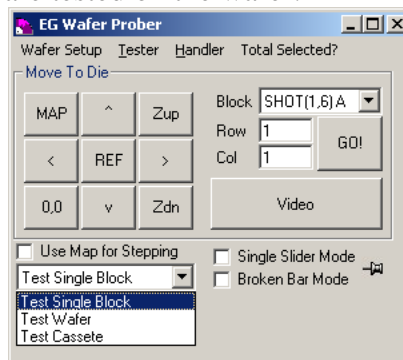 EG Wafer Prober
Wafer Setup Tester Handler Total Selected?
Move To Die
MAP ^ Zup
Block SHOT(1,6) A
Row 1
GO!
< REF >
Col 1
0,0 v Zdn
Video
Use Map for Stepping
Single Slider Mode
Test Single Block
Broken Bar Mode
Test Single Block
Test Wafer
Test Cassete